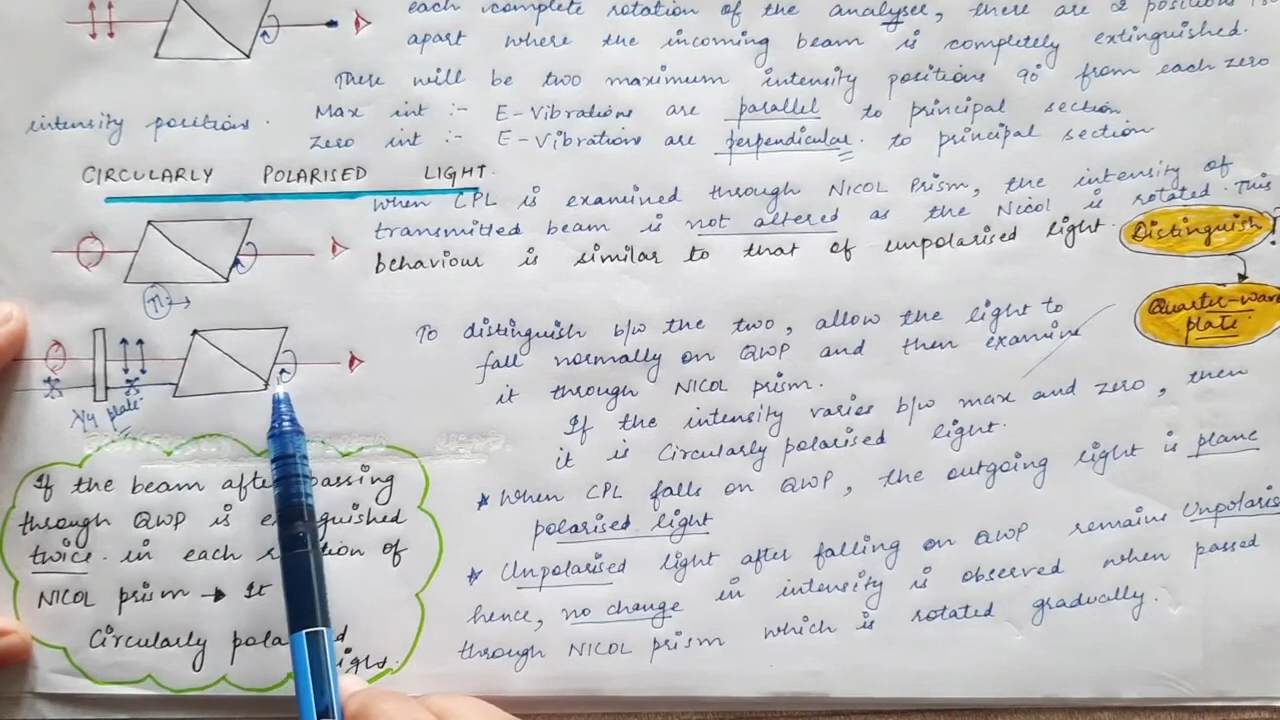 each complete rotation of the analyser, there are 2 positions
apart where the incoming beam is completely extinguished.
There will be two maximum intensity positions 90° from each zero
intensity positions. Max int :- E-Vibrations are parallel to principal section
Zero int :- E-Vibrations are perpendicular. to principal section
CIRCULARLY POLARISED LIGHT.
When CPL is examined through NICOL Prism, the intensity of
transmitted beam is not altered as the Nicol is rotated. This
behaviour is similar to that of unpolarised light.
Distinguish
?
Quarter-wave
plate
To distinguish b/w the two, allow the light to
fall normally on QWP and then examine
it through NICOL prism.
If the intensity varies b/w max and zero, then
it is Circularly polarised light.
λ/4 plate
If the beam after passing
through QWP is
twice in each
NICOL prism → It
Circularly
light.
* When CPL falls on QWP, the outgoing light is plane
polarised light
* Unpolarised light after falling on QWP remains
hence, no change in intensity is observed when passed
through NICOL prism which is rotated gradually.